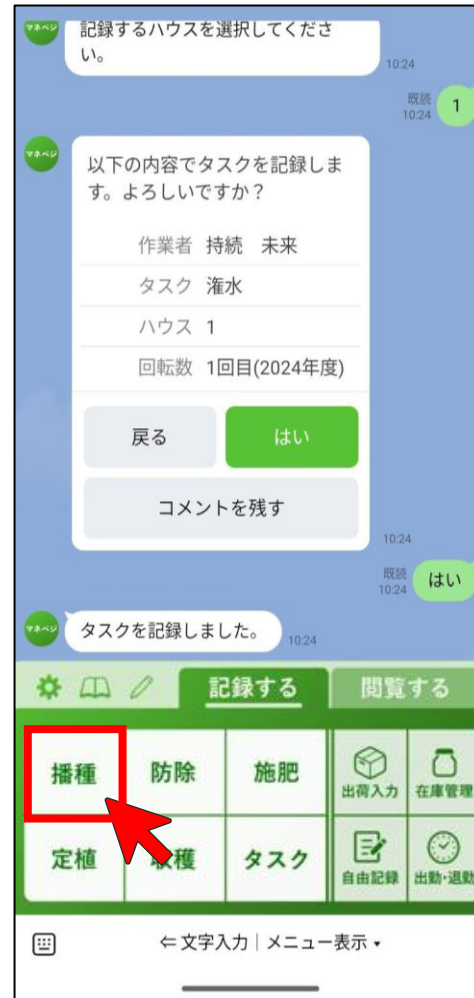 マネベジ
記録するハウスを選択してくださ
い。
10:24
既読
10:24
1
マネベジ
以下の内容でタスクを記録しま
す。よろしいですか？
作業者 持続 未来
タスク 潅水
ハウス 1
回転数 1回目(2024年度)
戻る
はい
コメントを残す
10:24
既読
10:24
はい
マネベジ
タスクを記録しました。
10:24
記録する
閲覧する
播種
防除
施肥
出荷入力
在庫管理
定植
収穫
タスク
自由記録
出勤・退勤
⇐文字入力｜メニュー表示 ▾